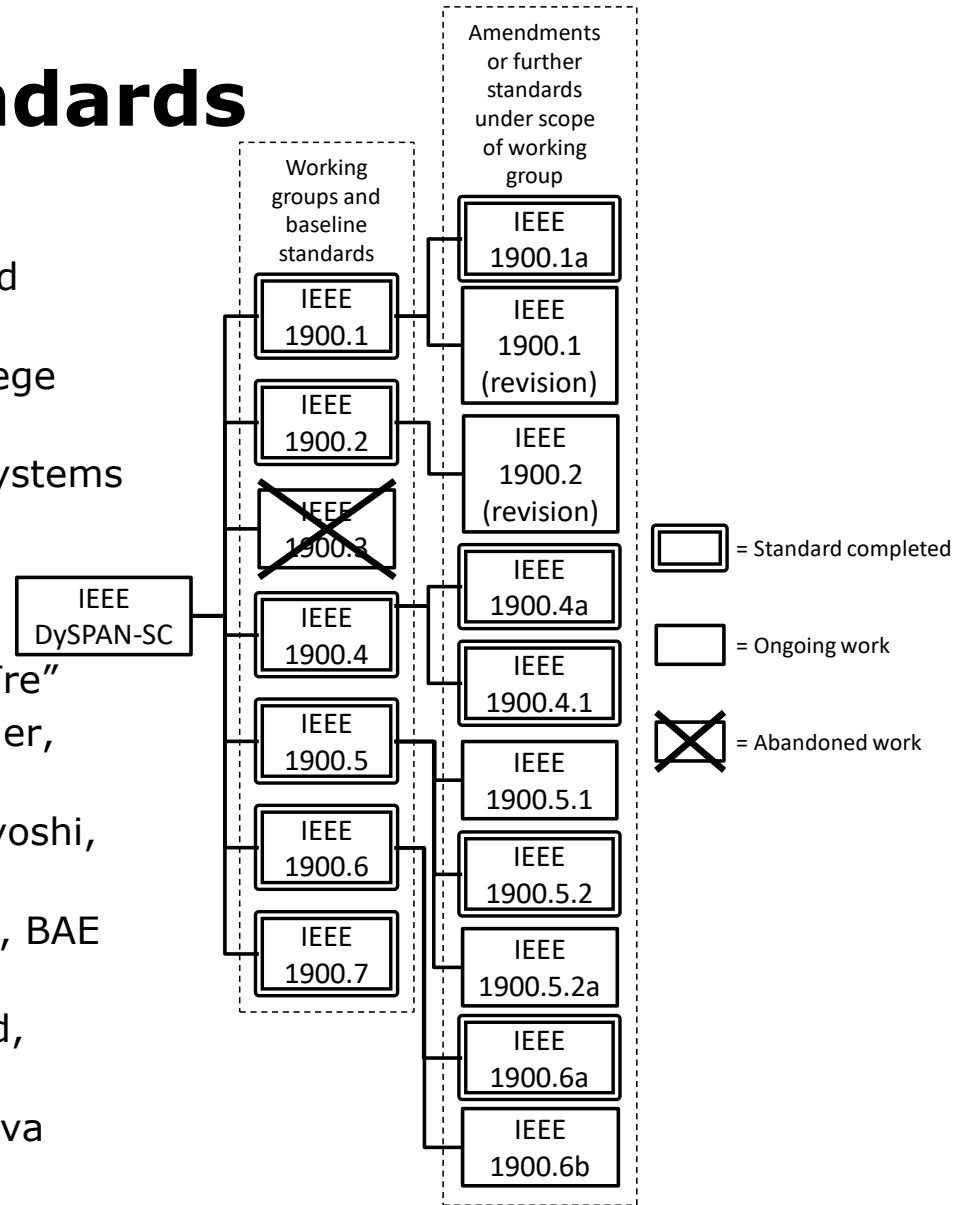 ndards
d
ege
ystems
Tre”
er,
yoshi,
, BAE
d,
va
IEEE
DySPAN-SC
Working
groups and
baseline
standards
IEEE
1900.1
IEEE
1900.2
IEEE
1900.3
IEEE
1900.4
IEEE
1900.5
IEEE
1900.6
IEEE
1900.7
Amendments
or further
standards
under scope
of working
group
IEEE
1900.1a
IEEE
1900.1
(revision)
IEEE
1900.2
(revision)
IEEE
1900.4a
IEEE
1900.4.1
IEEE
1900.5.1
IEEE
1900.5.2
IEEE
1900.5.2a
IEEE
1900.6a
IEEE
1900.6b
= Standard completed
= Ongoing work
= Abandoned work